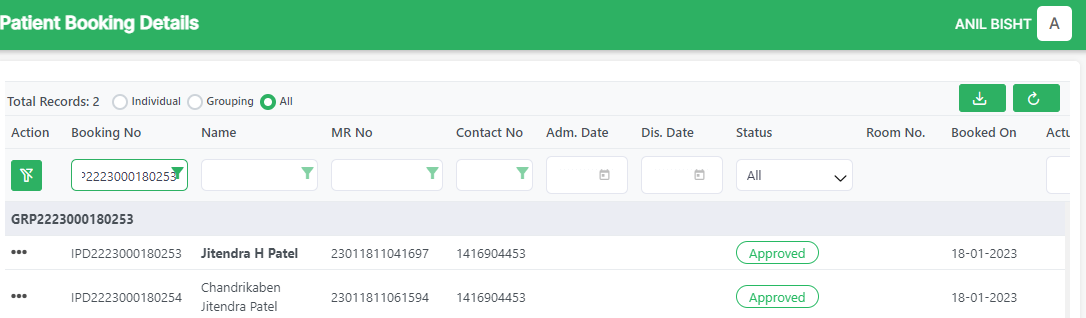 Patient Booking Details
ANIL BISHT A
Total Records: 2 Individual Grouping All
Action Booking No Name MR No Contact No Adm. Date Dis. Date Status Room No. Booked On Actu
P2223000180253 All
GRP2223000180253
••• IPD2223000180253 Jitendra H Patel 23011811041697 1416904453 Approved 18-01-2023
••• IPD2223000180254 Chandrikaben Jitendra Patel 23011811061594 1416904453 Approved 18-01-2023